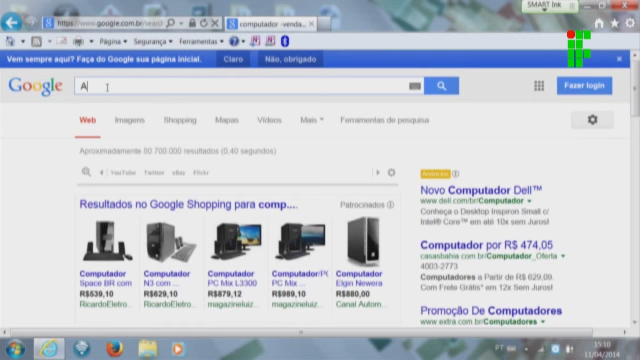 SMART Ink
https://www.google.com.br/search
computador -venda...
Página Segurança Ferramentas
Vem sempre aqui? Faça do Google sua página inicial. Claro Não, obrigado
Google A Fazer login
Web Imagens Shopping Mapas Vídeos Mais Ferramentas de pesquisa
Aproximadamente 80.700.000 resultados (0,40 segundos)
YouTube Twitter eBay Flickr
Resultados no Google Shopping para comp.... Patrocinados
Computador Space BR com R$539,10 RicardoEletro...
Computador N3 com ... R$629,10 RicardoEletro...
Computador PC Mix L3300 R$879,12 magazineluiz...
Computador/PC PC Mix ... R$989,10 magazineluiz...
Computador Elgin Newera R$880,00 Canal Autom...
Anúncios
Novo Computador Dell™
www.dell.com/br/Computador
Conheça o Desktop Inspiron Small c/
Intel® Core™ em até 10x sem Juros!
Computador por R$ 474,05
casasbahia.com.br/Computador_Oferta
4003-2773
Computadores a Partir de R$ 629,09.
Com Frete Grátis* em 12x Sem Juros!
Promoção De Computadores
www.extra.com.br/Computadores
PT
15:10
11/04/2014